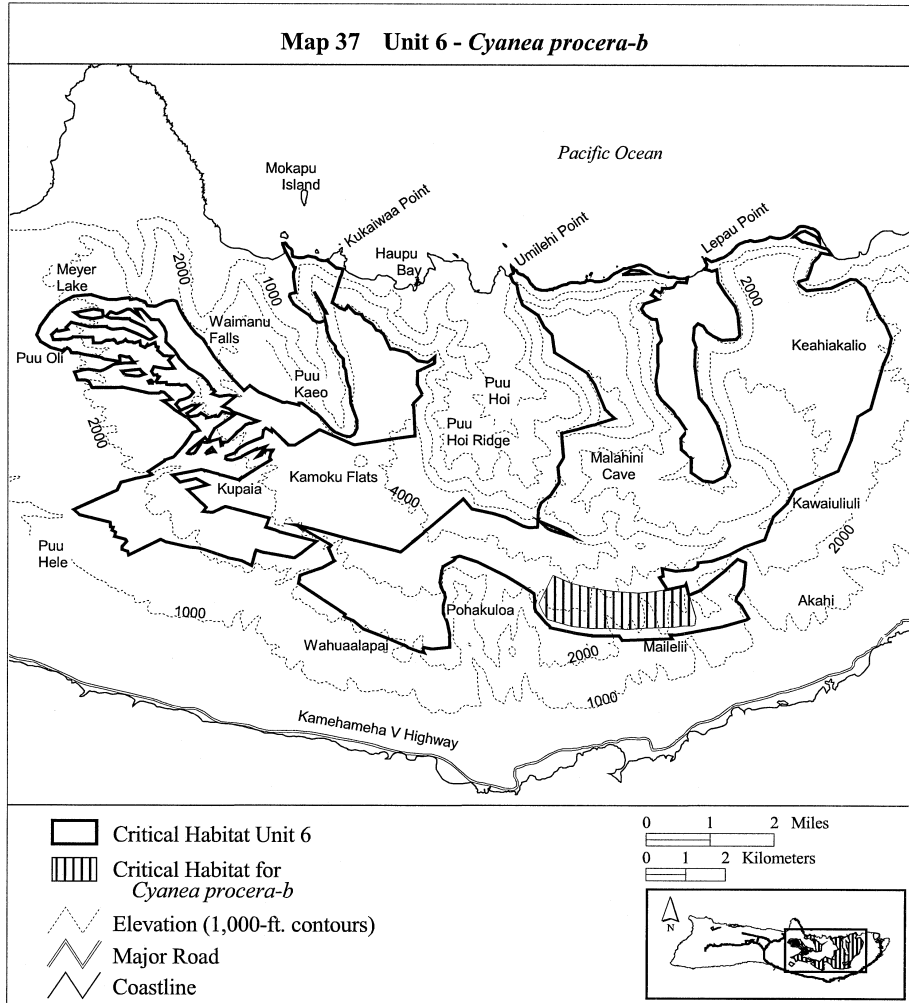 Map 37 Unit 6 - Cyanea procera-b
Pacific Ocean
Mokapu
Island
Kukaiwaa Point
Haupu
Bay
Umilehi Point
Lepau Point
Meyer
Lake
2000
1000
2000
Waimanu
Falls
Keahiakalio
Puu Oli
Puu
Kaeo
Puu
Hoi
2000
Puu
Hoi Ridge
Malahini
Cave
Kamoku Flats
Kupaia
4000
Kawaiuliuli
2000
Puu
Hele
1000
Pohakuloa
Akahi
Wahuaalapai
2000
Mailelii
1000
Kamehameha V Highway
Critical Habitat Unit 6
Critical Habitat for
Cyanea procera-b
Elevation (1,000-ft. contours)
Major Road
Coastline
0 1 2 Miles
0 1 2 Kilometers
N